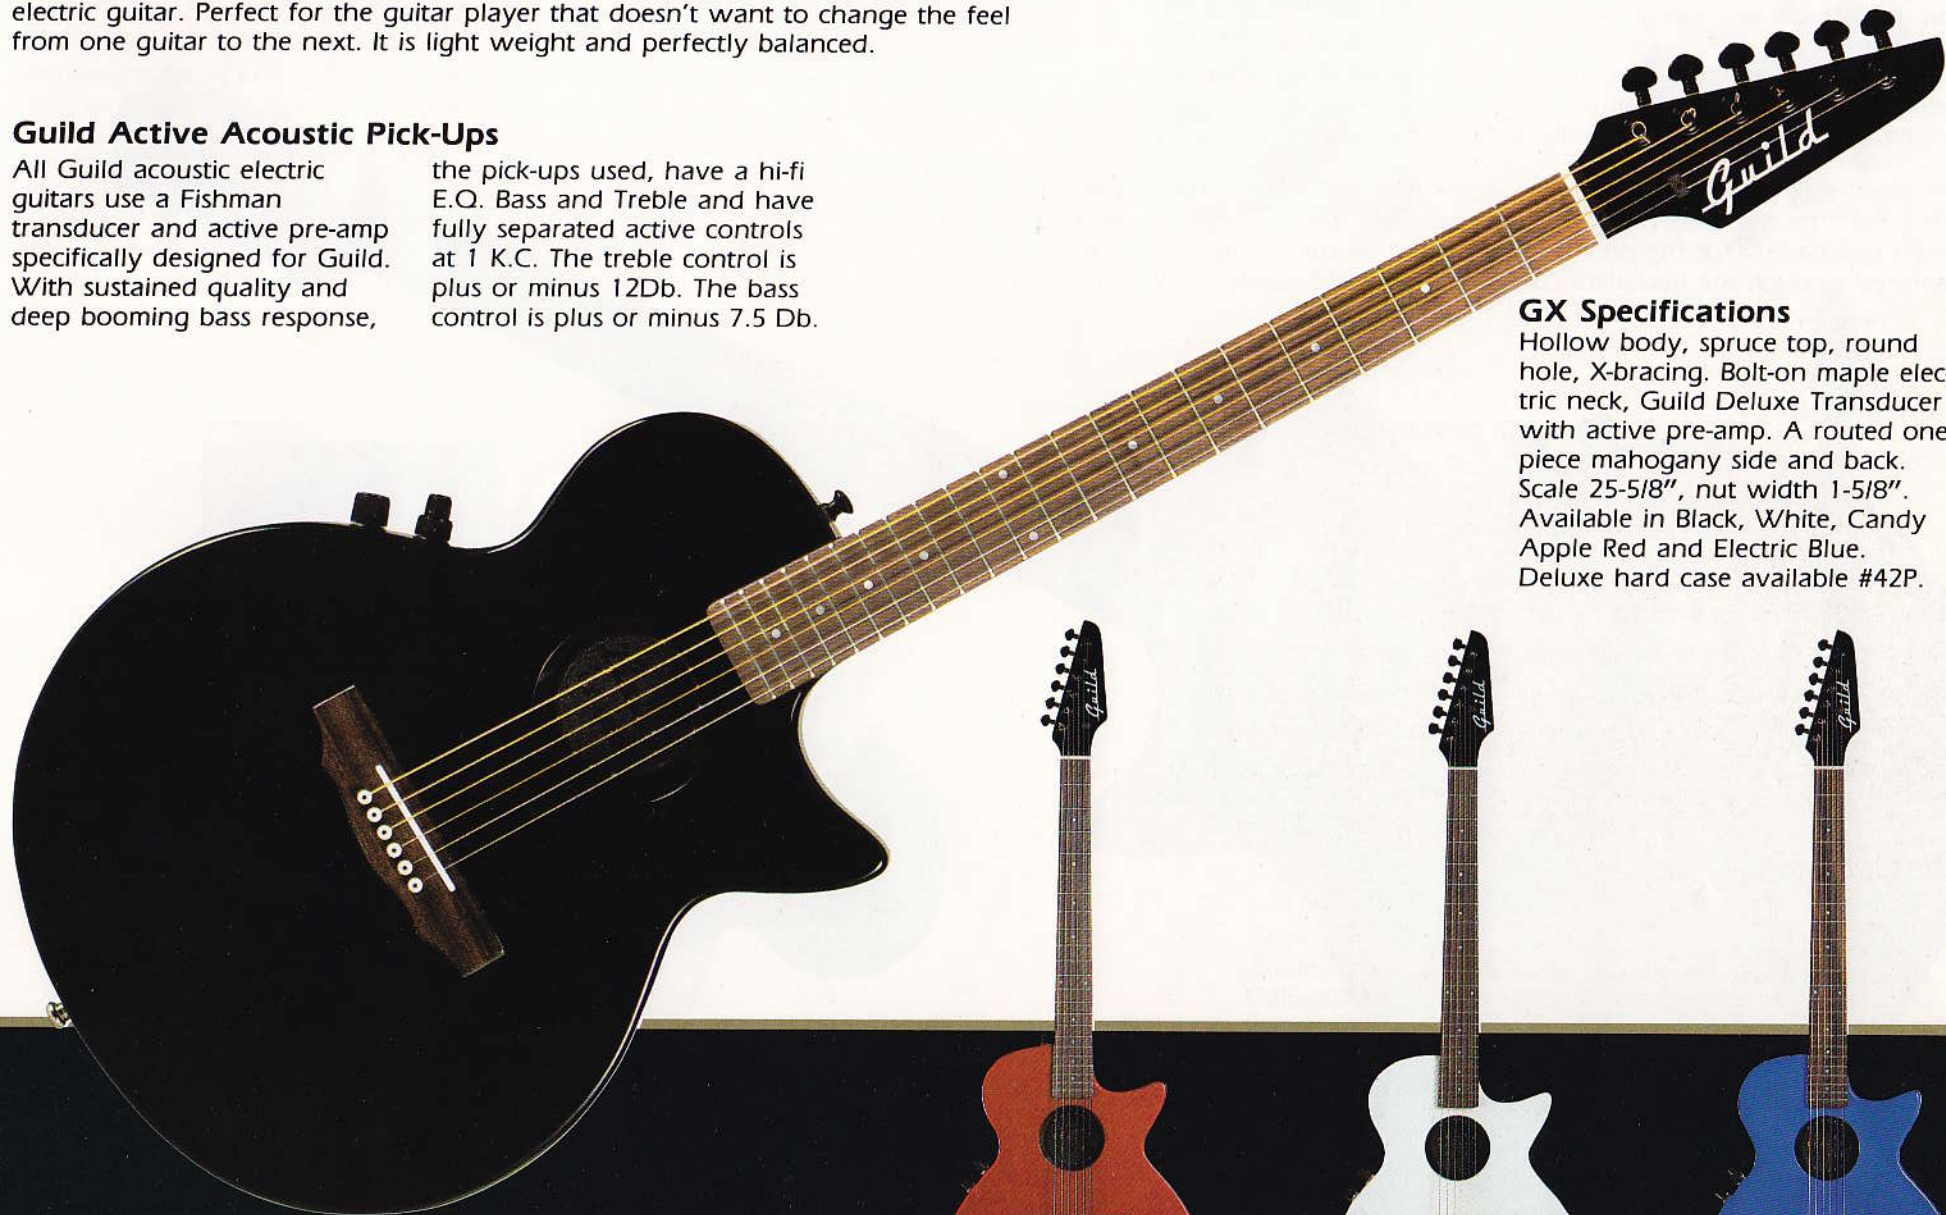 electric guitar. Perfect for the guitar player that doesn't want to change the feel
from one guitar to the next. It is light weight and perfectly balanced.
Guild Active Acoustic Pick-Ups
All Guild acoustic electric
guitars use a Fishman
transducer and active pre-amp
specifically designed for Guild.
With sustained quality and
deep booming bass response,
the pick-ups used, have a hi-fi
E.Q. Bass and Treble and have
fully separated active controls
at 1 K.C. The treble control is
plus or minus 12Db. The bass
control is plus or minus 7.5 Db.
Guild
GX Specifications
Hollow body, spruce top, round
hole, X-bracing. Bolt-on maple elec-
tric neck, Guild Deluxe Transducer
with active pre-amp. A routed one
piece mahogany side and back.
Scale 25-5/8″, nut width 1-5/8″.
Available in Black, White, Candy
Apple Red and Electric Blue.
Deluxe hard case available #42P.
Guild
Guild
Guild